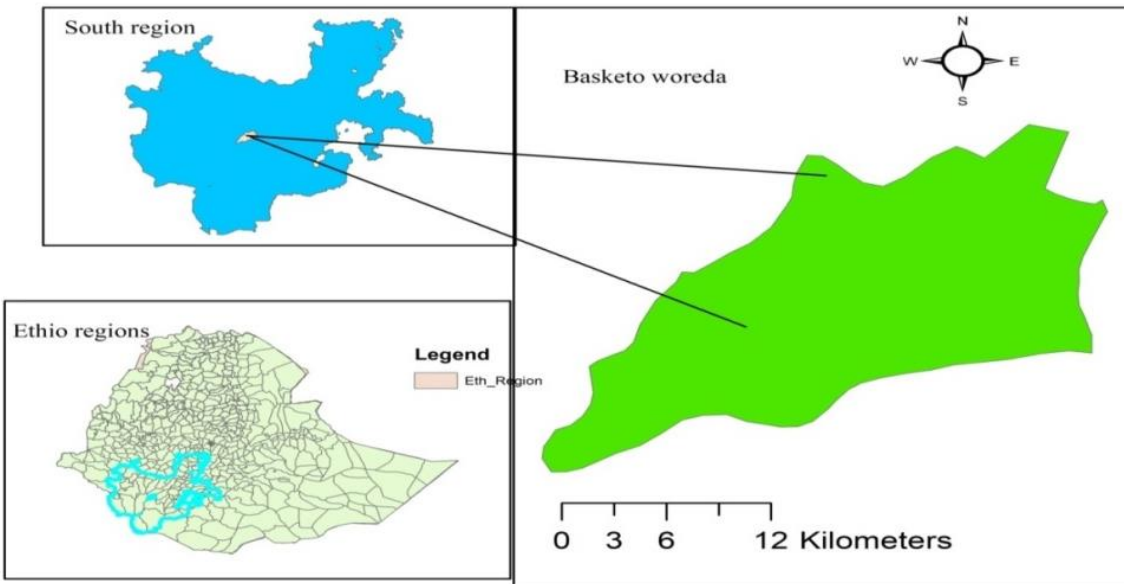 South region
Basketo woreda
N
W E
S
Ethio regions
Legend
Eth_Region
0 3 6 12 Kilometers